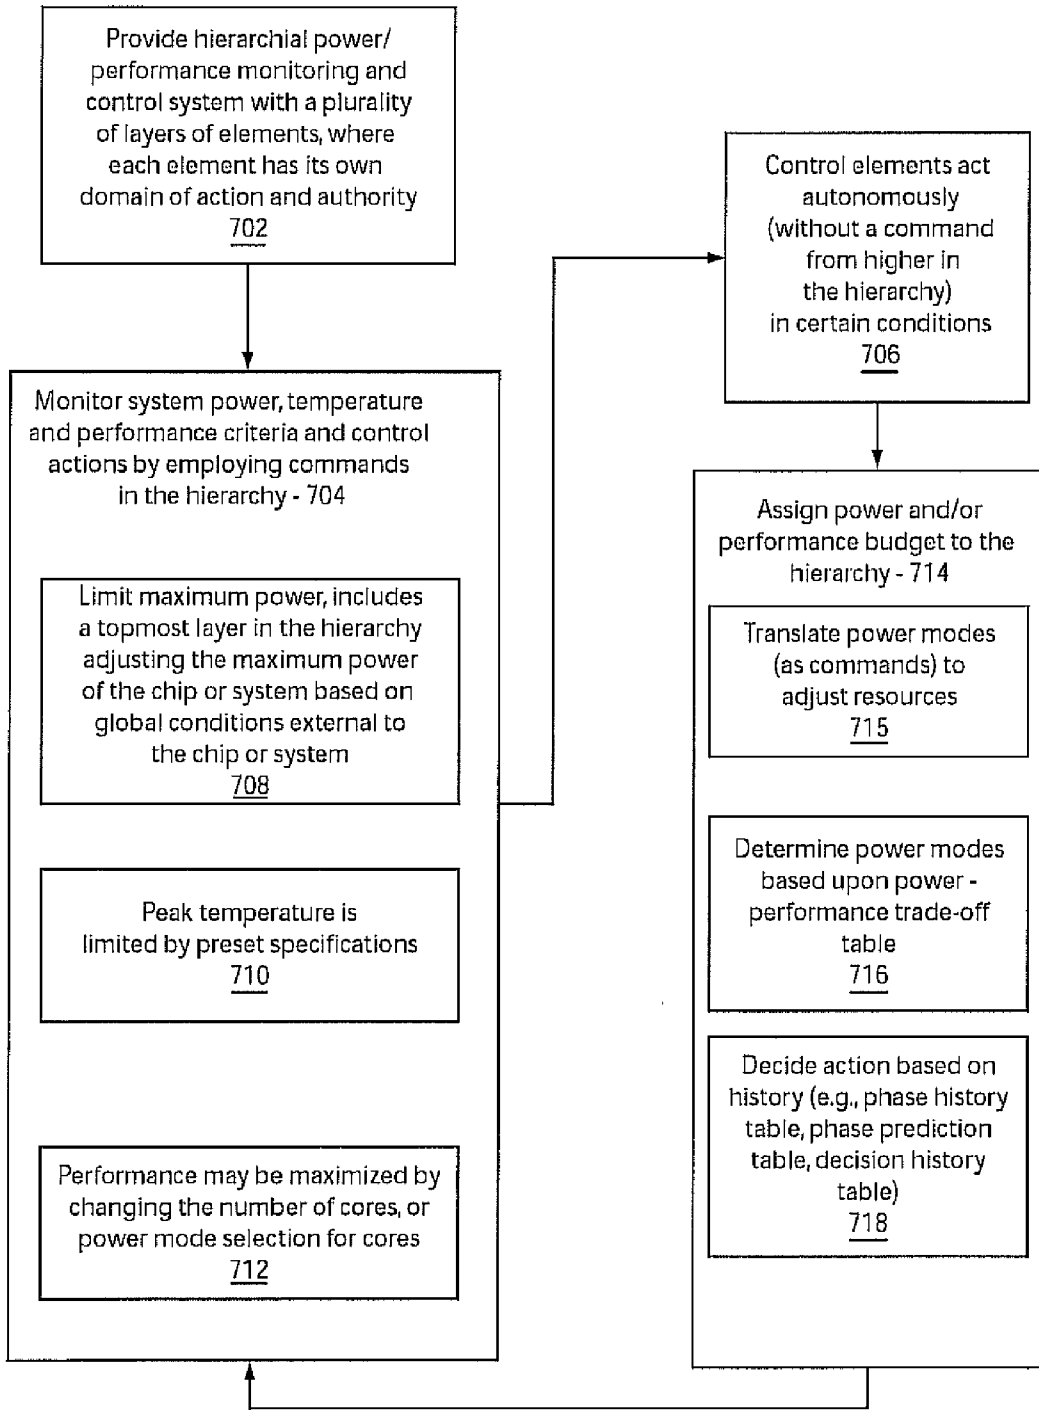 Provide hierarchial power/
performance monitoring and
control system with a plurality
of layers of elements, where
each element has its own
domain of action and authority
702
Monitor system power, temperature
and performance criteria and control
actions by employing commands
in the hierarchy - 704
Limit maximum power, includes
a topmost layer in the hierarchy
adjusting the maximum power
of the chip or system based on
global conditions external to
the chip or system
708
Peak temperature is
limited by preset specifications
710
Performance may be maximized by
changing the number of cores, or
power mode selection for cores
712
Control elements act
autonomously
(without a command
from higher in
the hierarchy)
in certain conditions
706
Assign power and/or
performance budget to the
hierarchy - 714
Translate power modes
(as commands) to
adjust resources
715
Determine power modes
based upon power -
performance trade-off
table
716
Decide action based on
history (e.g., phase history
table, phase prediction
table, decision history
table)
718